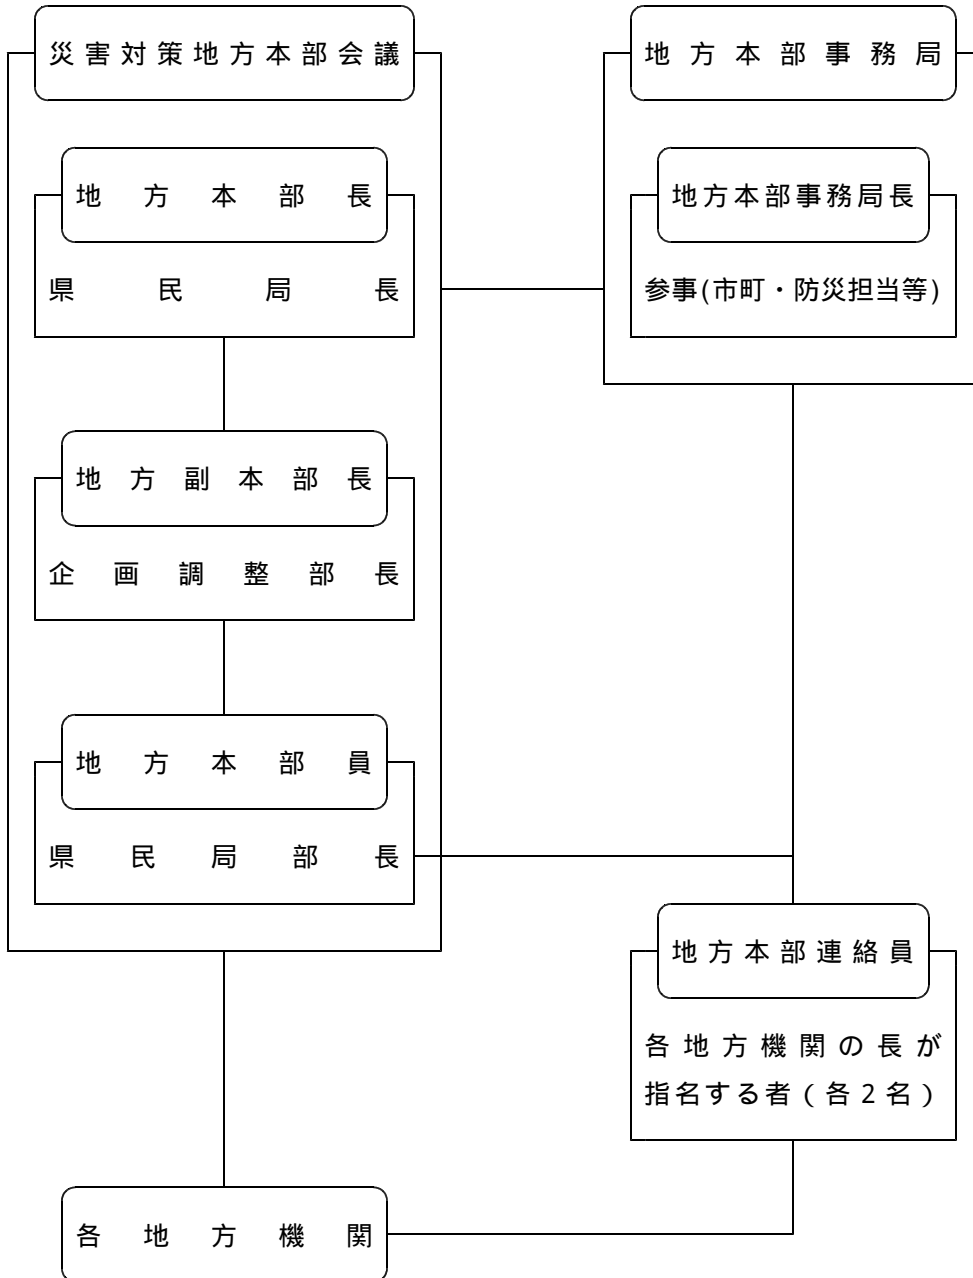 災害対策地方本部会議
地方本部長
県民局長
地方副本部長
企画調整部長
地方本部員
県民局部長
地方本部事務局
地方本部事務局長
参事(市町・防災担当等)
地方本部連絡員
各地方機関の長が
指名する者(各2名)
各地方機関